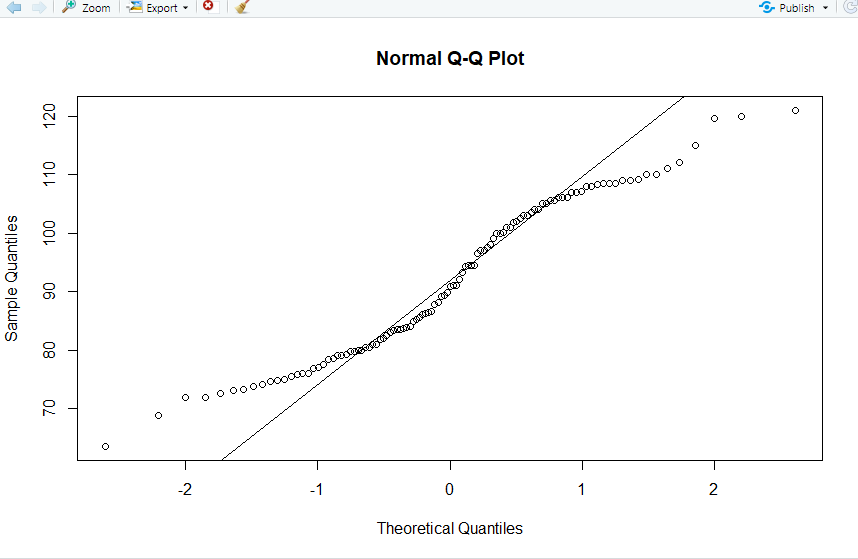 Zoom Export Publish
Normal Q-Q Plot
Sample Quantiles
120
110
100
90
80
70
-2 -1 0 1 2
Theoretical Quantiles